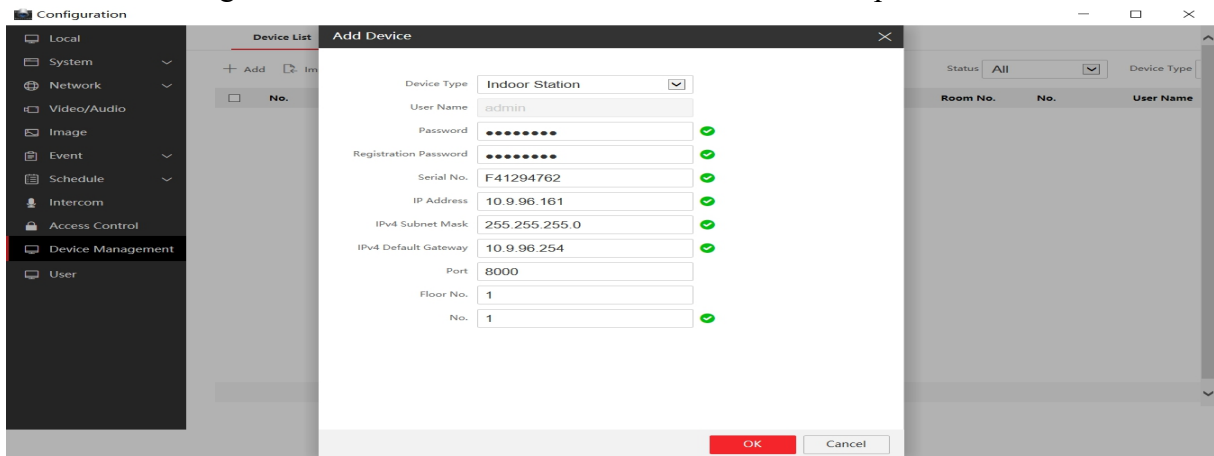 Configuration
Local
System
Network
Video/Audio
Image
Event
Schedule
Intercom
Access Control
Device Management
User
Device List
+ Add Im
No.
Status All Device Type
Room No. No. User Name
Add Device
Device Type Indoor Station
User Name admin
Password ••••••••
Registration Password ••••••••
Serial No. F41294762
IP Address 10.9.96.161
IPv4 Subnet Mask 255.255.255.0
IPv4 Default Gateway 10.9.96.254
Port 8000
Floor No. 1
No. 1
OK Cancel